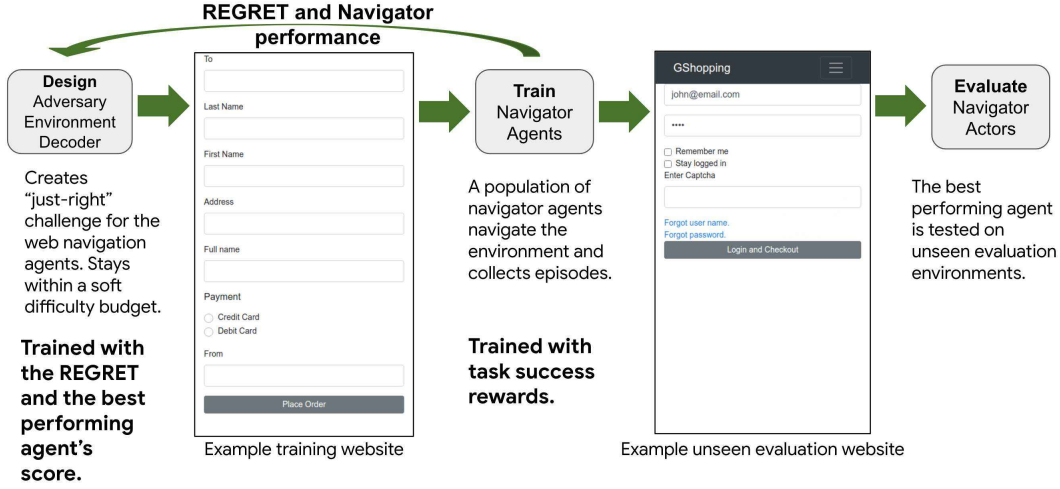 REGRET and Navigator
performance
Design
Adversary
Environment
Decoder
Creates
“just-right”
challenge for the
web navigation
agents. Stays
within a soft
difficulty budget.
Trained with
the REGRET
and the best
performing
agent’s
score.
To
Last Name
First Name
Address
Full name
Payment
Credit Card
Debit Card
From
Place Order
Example training website
Train
Navigator
Agents
A population of
navigator agents
navigate the
environment and
collects episodes.
Trained with
task success
rewards.
GShopping
john@email.com
••••
Remember me
Stay logged in
Enter Captcha
Forgot user name.
Forgot password.
Login and Checkout
Example unseen evaluation website
Evaluate
Navigator
Actors
The best
performing agent
is tested on
unseen evaluation
environments.